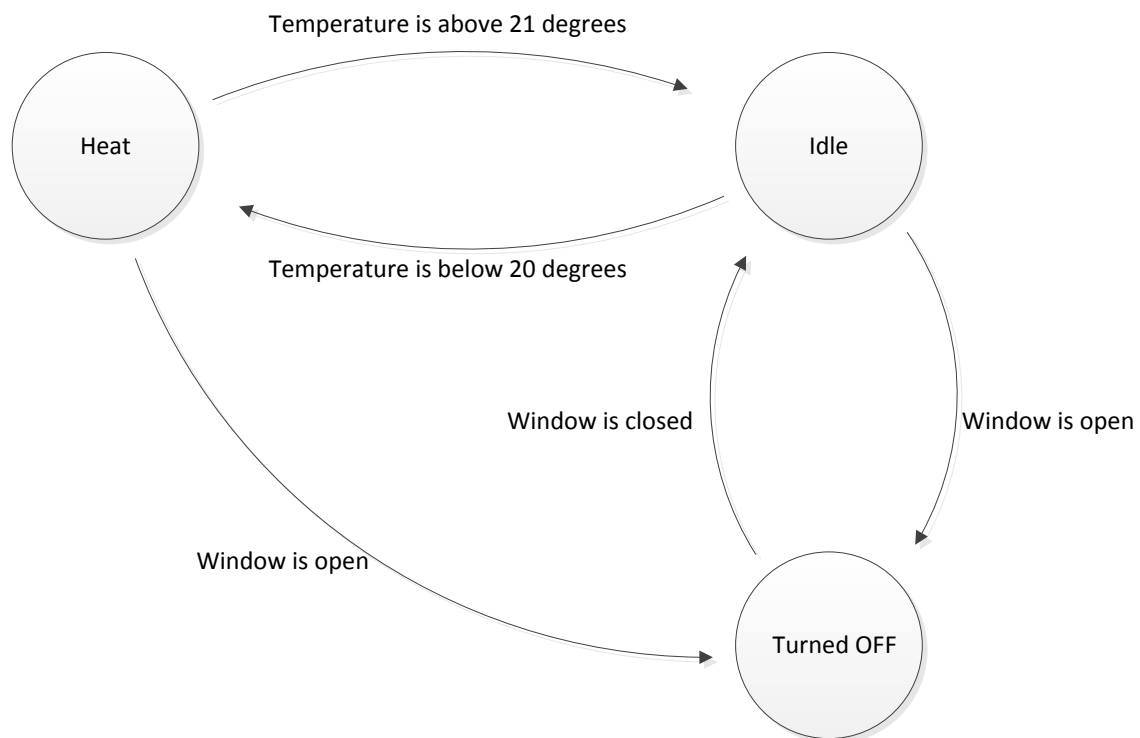 Temperature is above 21 degrees
Heat
Idle
Temperature is below 20 degrees
Window is closed
Window is open
Window is open
Turned OFF